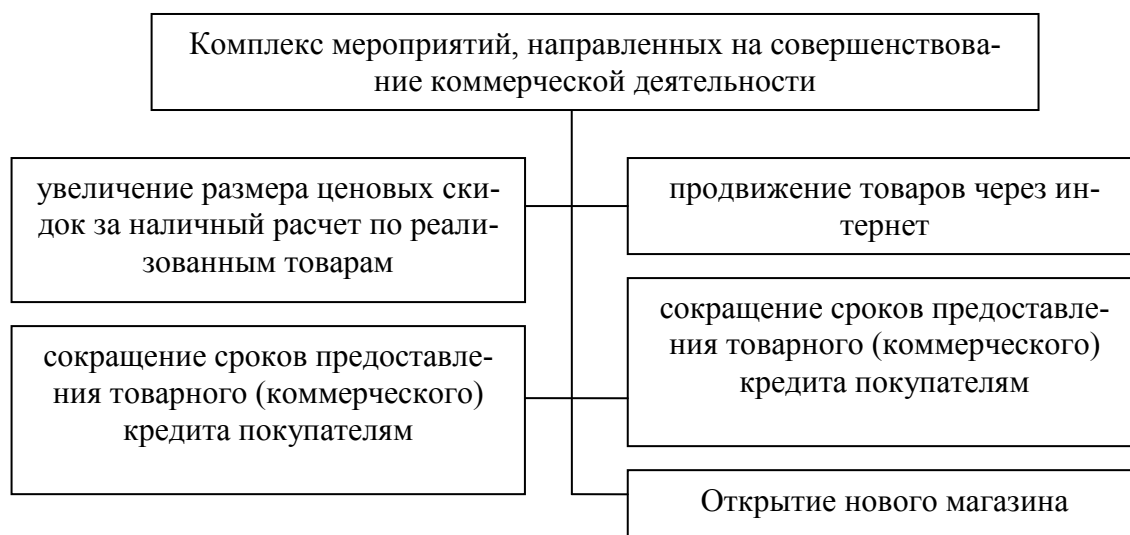 Комплекс мероприятий, направленных на совершенствова-
ние коммерческой деятельности
увеличение размера ценовых ски-
док за наличный расчет по реали-
зованным товарам
продвижение товаров через ин-
тернет
сокращение сроков предоставле-
ния товарного (коммерческого)
кредита покупателям
сокращение сроков предоставле-
ния товарного (коммерческого)
кредита покупателям
Открытие нового магазина